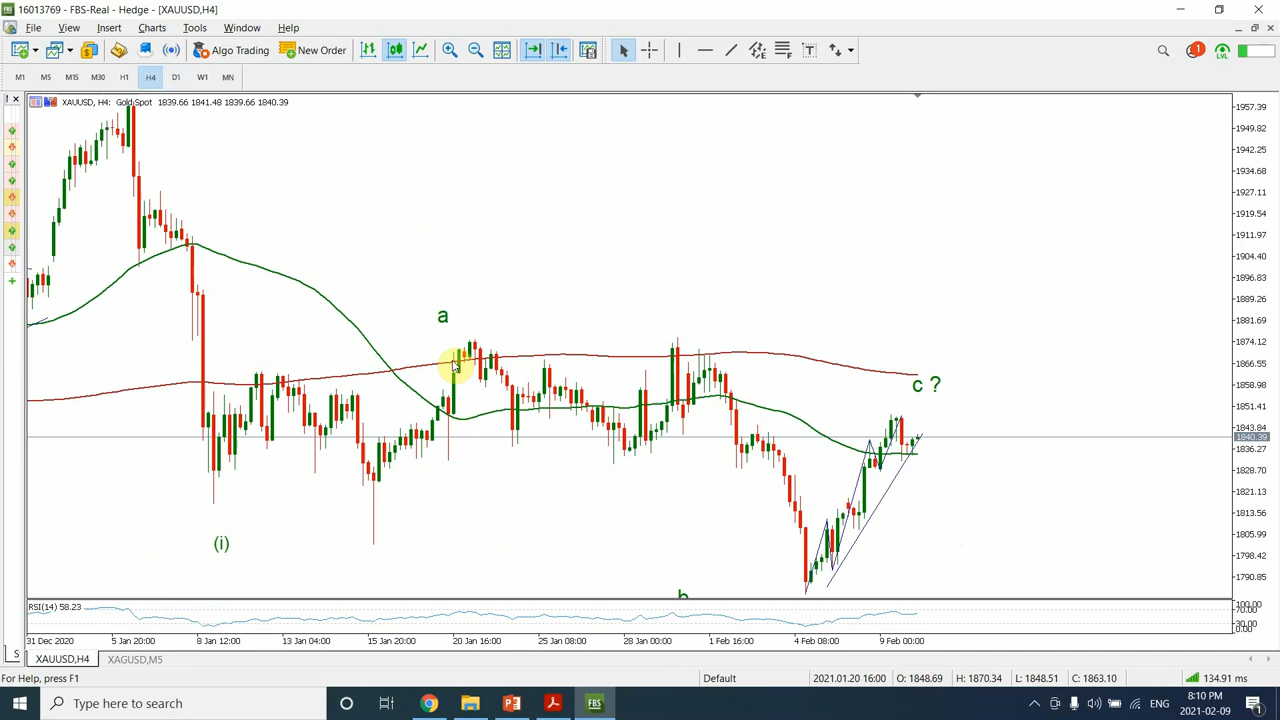 16013769 - FBS-Real - Hedge - [XAUUSD,H4]
File View Insert Charts Tools Window Help
Algo Trading New Order
M1 M5 M15 M30 H1 H4 D1 W1 MN
XAUUSD, H4: Gold Spot 1839.66 1841.48 1839.66 1840.39
1957.39
1949.82
1942.25
1934.68
1927.11
1919.54
1911.97
1904.40
1896.83
1889.26
1881.69
1874.12
1866.55
1858.98
1851.41
1843.84
1840.39
1836.27
1828.70
1821.13
1813.56
1805.99
1798.42
1790.85
a
c ?
(i)
b
RSI(14) 58.23
100.00
70.00
30.00
0.00
31 Dec 2020 5 Jan 20:00 8 Jan 12:00 13 Jan 04:00 15 Jan 20:00 20 Jan 16:00 25 Jan 08:00 28 Jan 00:00 1 Feb 16:00 4 Feb 08:00 9 Feb 00:00
S XAUUSD,H4 XAGUSD,M5
For Help, press F1 Default 2021.01.20 16:00 O: 1848.69 H: 1870.34 L: 1848.51 C: 1863.10 134.91 ms
Type here to search ENG 8:10 PM
2021-02-09
LVL
1
FBS
1